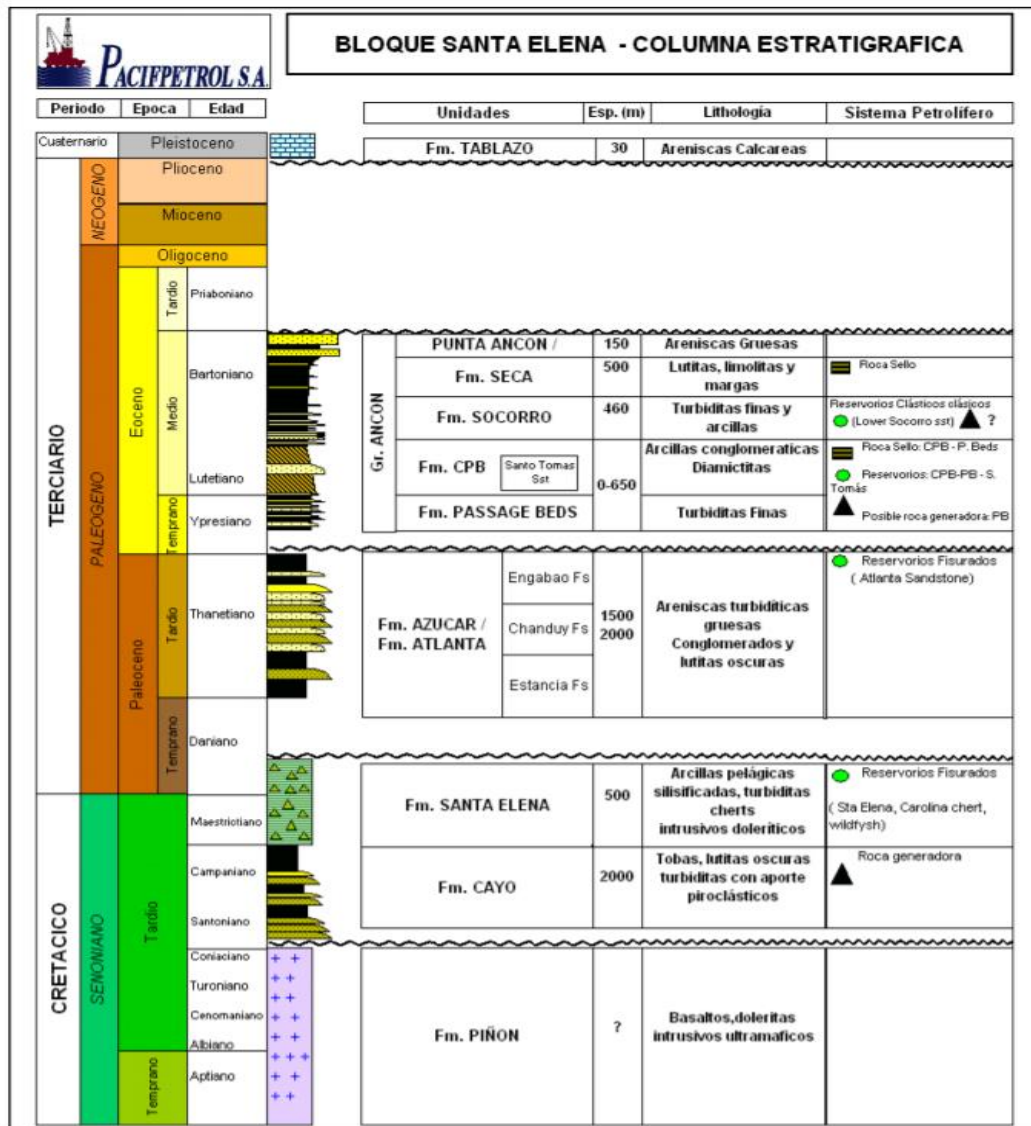 PACIFPETROL S.A.
BLOQUE SANTA ELENA - COLUMNA ESTRATIGRAFICA
Periodo Epoca Edad
Unidades Esp. (m) Lithología Sistema Petrolífero
Cuaternario Pleistoceno
Fm. TABLAZO 30 Areniscas Calcareas
TERCIARIO
NEOGENO
Plioceno
Mioceno
PALEOGENO
Oligoceno
Eoceno
Tardio
Priaboniano
Medio
Bartoniano
Lutetiano
Temprano
Ypresiano
Gr. ANCON
PUNTA ANCON / 150 Areniscas Gruesas
Fm. SECA 500 Lutitas, limolitas y
margas
Roca Sello
Fm. SOCORRO 460 Turbiditas finas y
arcillas
Reservorios Clásticos clásicos
(Lower Socorro sst) ?
Fm. CPB
Santo Tomas
Sst
0-650
Arcillas conglomeraticas
Diamictitas
Roca Sello: CPB - P. Beds
Reservorios: CPB-PB - S.
Tomás
Posible roca generadora: PB
Fm. PASSAGE BEDS Turbiditas Finas
Paleoceno
Tardio
Thanetiano
Temprano
Daniano
Fm. AZUCAR /
Fm. ATLANTA
Engabao Fs
Chanduy Fs
Estancia Fs
1500
2000
Areniscas turbidíticas
gruesas
Conglomerados y
lutitas oscuras
Reservorios Fisurados
( Atlanta Sandstone)
CRETACICO
SENONIANO
Tardio
Maestriotiano
Campaniano
Santoniano
Coniaciano
Turoniano
Cenomaniano
Albiano
Temprano
Aptiano
Fm. SANTA ELENA 500
Arcillas pelágicas
silisificadas, turbiditas
cherts
intrusivos doleríticos
Reservorios Fisurados
( Sta Elena, Carolina chert,
wildfysh)
Fm. CAYO 2000
Tobas, lutitas oscuras
turbiditas con aporte
piroclásticos
Roca generadora
Fm. PIÑON ?
Basaltos,doleritas
intrusivos ultramaficos